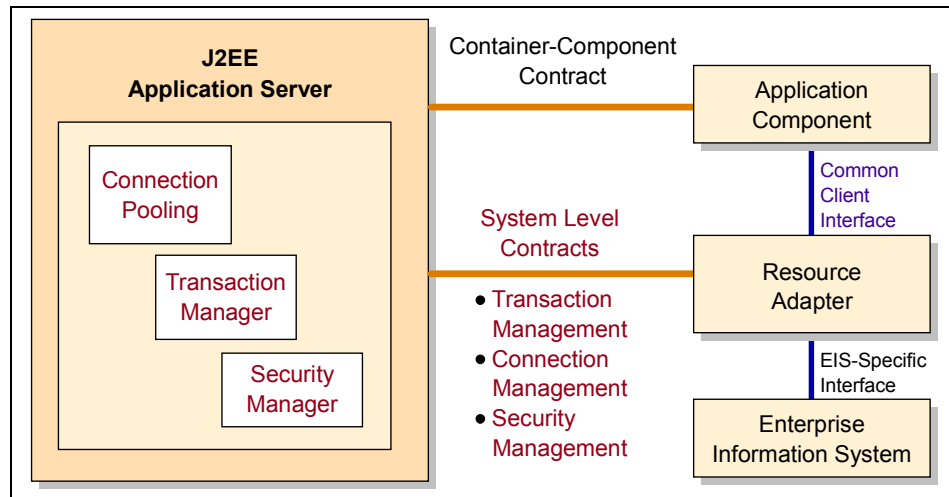 J2EE
Application Server
Connection
Pooling
Transaction
Manager
Security
Manager
Container-Component
Contract
System Level
Contracts
● Transaction
Management
● Connection
Management
● Security
Management
Application
Component
Common
Client
Interface
Resource
Adapter
EIS-Specific
Interface
Enterprise
Information System